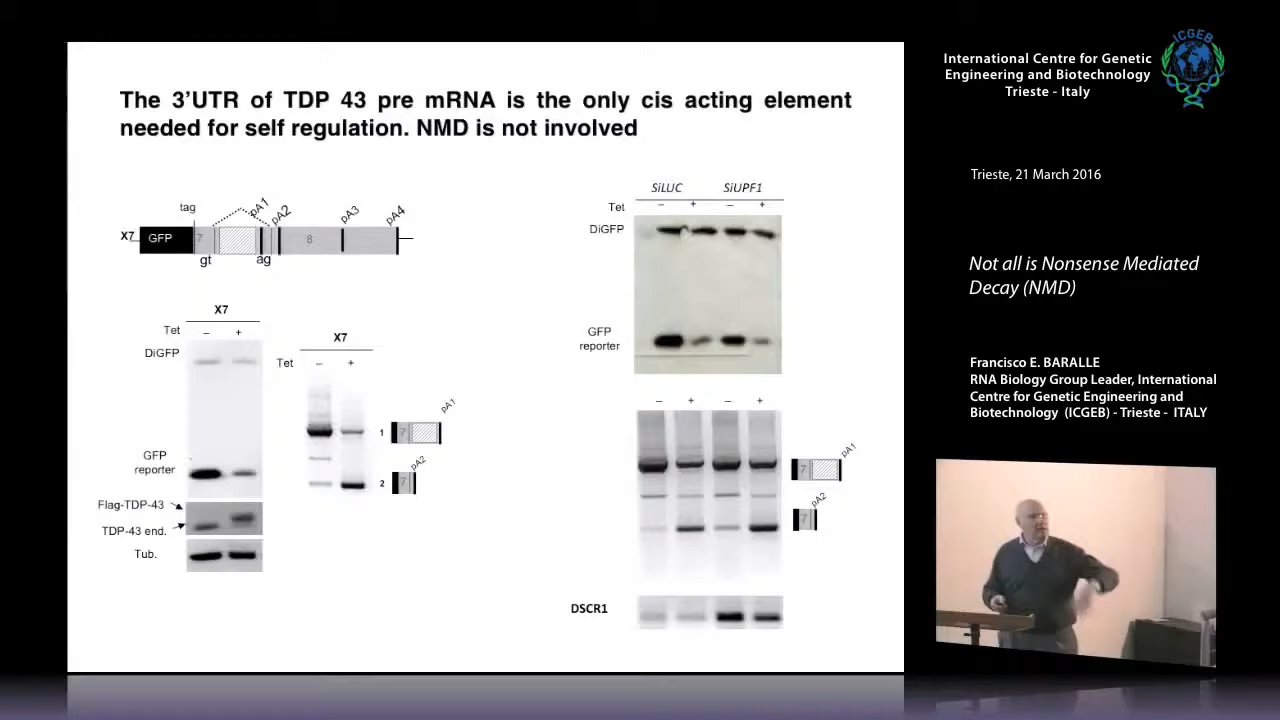 The 3'UTR of TDP 43 pre mRNA is the only cis acting element
needed for self regulation. NMD is not involved
tag
pA1
pA2
pA3
pA4
X7
GFP
7
8
gt
ag
X7
Tet
–
+
DiGFP
GFP
reporter
Flag-TDP-43
TDP-43 end.
Tub.
X7
Tet
–
+
1
7
pA1
2
7
pA2
SiLUC
SiUPF1
Tet
–
+
–
+
DiGFP
GFP
reporter
–
+
–
+
7
pA1
7
pA2
DSCR1
International Centre for Genetic
Engineering and Biotechnology
Trieste - Italy
ICGEB
Trieste, 21 March 2016
Not all is Nonsense Mediated
Decay (NMD)
Francisco E. BARALLE
RNA Biology Group Leader, International
Centre for Genetic Engineering and
Biotechnology (ICGEB) - Trieste - ITALY